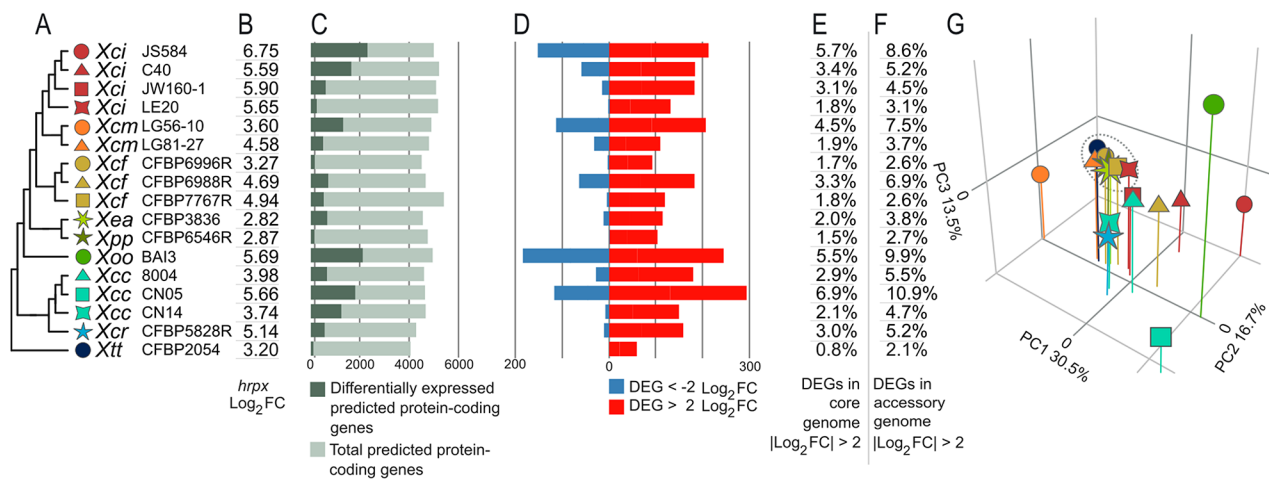 A B C D E F G
Xci JS584 6.75 5.7% 8.6%
Xci C40 5.59 3.4% 5.2%
Xci JW160-1 5.90 3.1% 4.5%
Xci LE20 5.65 1.8% 3.1%
Xcm LG56-10 3.60 4.5% 7.5%
Xcm LG81-27 4.58 1.9% 3.7%
Xcf CFBP6996R 3.27 1.7% 2.6%
Xcf CFBP6988R 4.69 3.3% 6.9%
Xcf CFBP7767R 4.94 1.8% 2.6%
Xea CFBP3836 2.82 2.0% 3.8%
Xpp CFBP6546R 2.87 1.5% 2.7%
Xoo BAI3 5.69 5.5% 9.9%
Xcc 8004 3.98 2.9% 5.5%
Xcc CN05 5.66 6.9% 10.9%
Xcc CN14 3.74 2.1% 4.7%
Xcr CFBP5828R 5.14 3.0% 5.2%
Xtt CFBP2054 3.20 0.8% 2.1%
0 2000 4000 6000 200 0 300
hrpx
Log2FC
Differentially expressed
predicted protein-coding
genes
Total predicted protein-
coding genes
DEG < -2 Log2FC
DEG > 2 Log2FC
DEGs in
core
genome
|Log2FC| > 2
DEGs in
accessory
genome
|Log2FC| > 2
PC3 13.5%
0
PC1 30.5%
0
PC2 16.7%
0